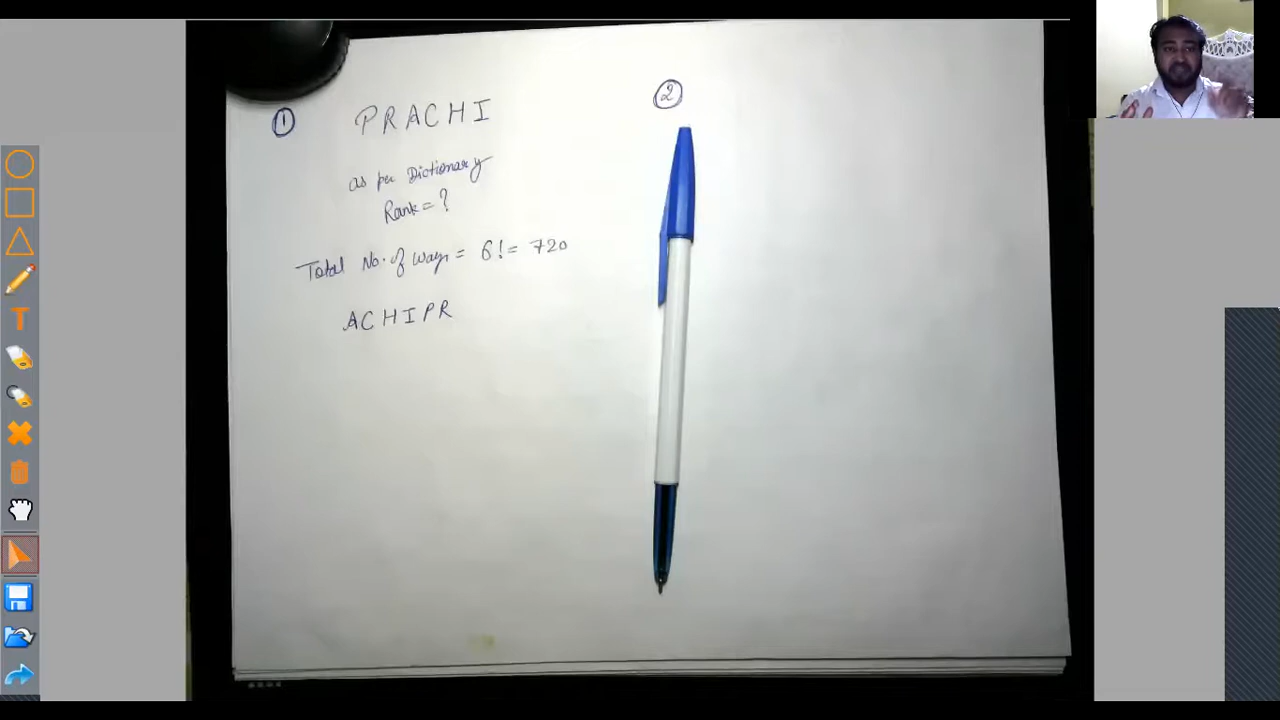 ① PRACHI
as per Dictionary
Rank = ?
Total No. of ways = 6! = 720
ACHIPR
②
T